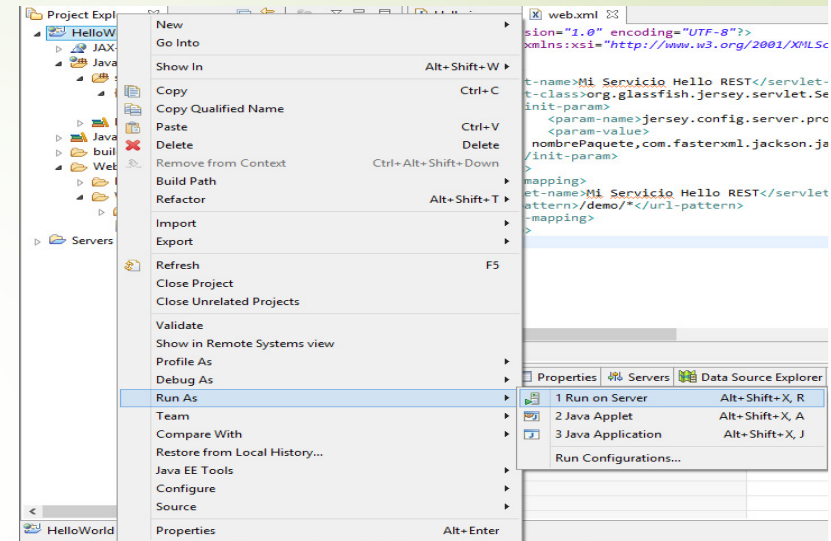 Project Expl
web.xml
HelloW
JAX-
Java
Java
buil
Web
Servers
HelloWorld
New
Go Into
Show In Alt+Shift+W
Copy Ctrl+C
Copy Qualified Name
Paste Ctrl+V
Delete Delete
Remove from Context Ctrl+Alt+Shift+Down
Build Path
Refactor Alt+Shift+T
Import
Export
Refresh F5
Close Project
Close Unrelated Projects
Validate
Show in Remote Systems view
Profile As
Debug As
Run As
Team
Compare With
Restore from Local History...
Java EE Tools
Configure
Source
Properties Alt+Enter
sion="1.0" encoding="UTF-8"?>
xmlns:xsi="http://www.w3.org/2001/XMLSc
t-name>Mi Servicio Hello REST</servlet-
t-class>org.glassfish.jersey.servlet.Se
init-param>
<param-name>jersey.config.server.pro
<param-value>
nombrePaquete,com.fasterxml.jackson.ja
/init-param>
>
mapping>
et-name>Mi Servicio Hello REST</servlet
attern>/demo/*</url-pattern>
-mapping>
>
Properties Servers Data Source Explorer
1 Run on Server Alt+Shift+X, R
2 Java Applet Alt+Shift+X, A
3 Java Application Alt+Shift+X, J
Run Configurations...